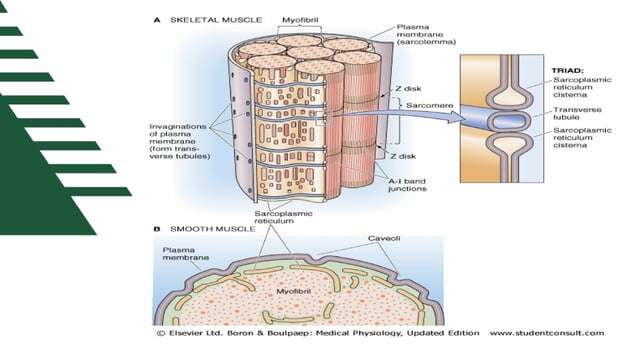 A SKELETAL MUSCLE
Myofibril
Plasma
membrane
(sarcolemma)
Z disk
Sarcomere
Z disk
A-I band
junctions
Invaginations
of plasma
membrane
(form trans-
verse tubules)
Sarcoplasmic
reticulum
TRIAD:
Sarcoplasmic
reticulum
cisterna
Transverse
tubule
Sarcoplasmic
reticulum
cisterna
B SMOOTH MUSCLE
Plasma
membrane
Caveoli
Myofibril
© Elsevier Ltd. Boron & Boulpaep: Medical Physiology, Updated Edition www.studentconsult.com